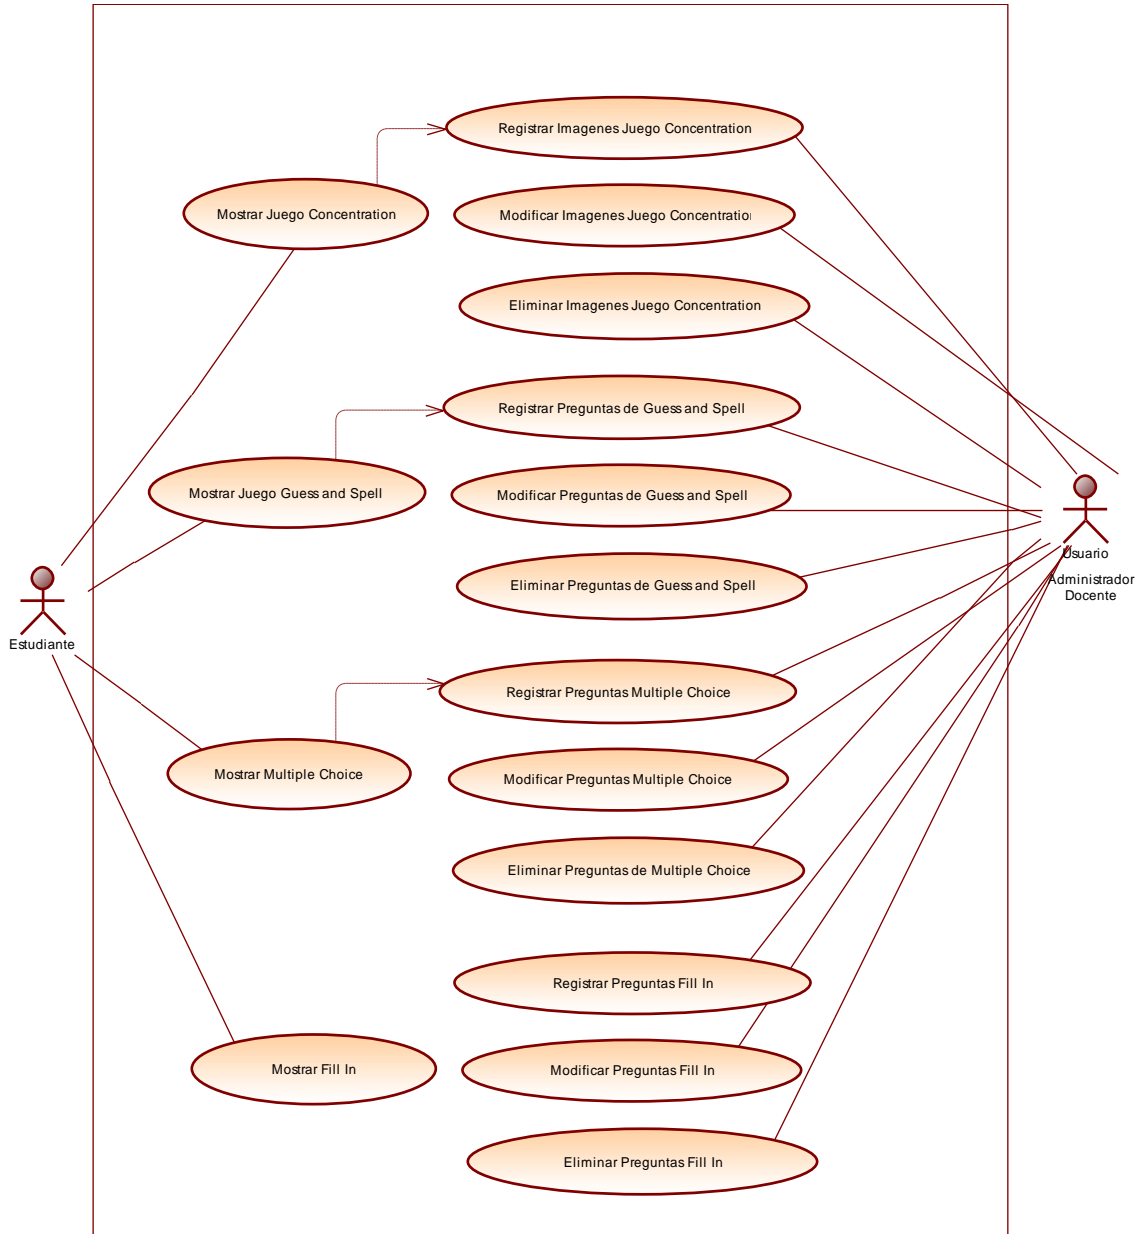 Registrar Imagenes Juego Concentration
Mostrar Juego Concentration
Modificar Imagenes Juego Concentration
Eliminar Imagenes Juego Concentration
Registrar Preguntas de Guess and Spell
Mostrar Juego Guess and Spell
Modificar Preguntas de Guess and Spell
Eliminar Preguntas de Guess and Spell
Usuario
Administrador
Docente
Estudiante
Registrar Preguntas Multiple Choice
Mostrar Multiple Choice
Modificar Preguntas Multiple Choice
Eliminar Preguntas de Multiple Choice
Registrar Preguntas Fill In
Mostrar Fill In
Modificar Preguntas Fill In
Eliminar Preguntas Fill In